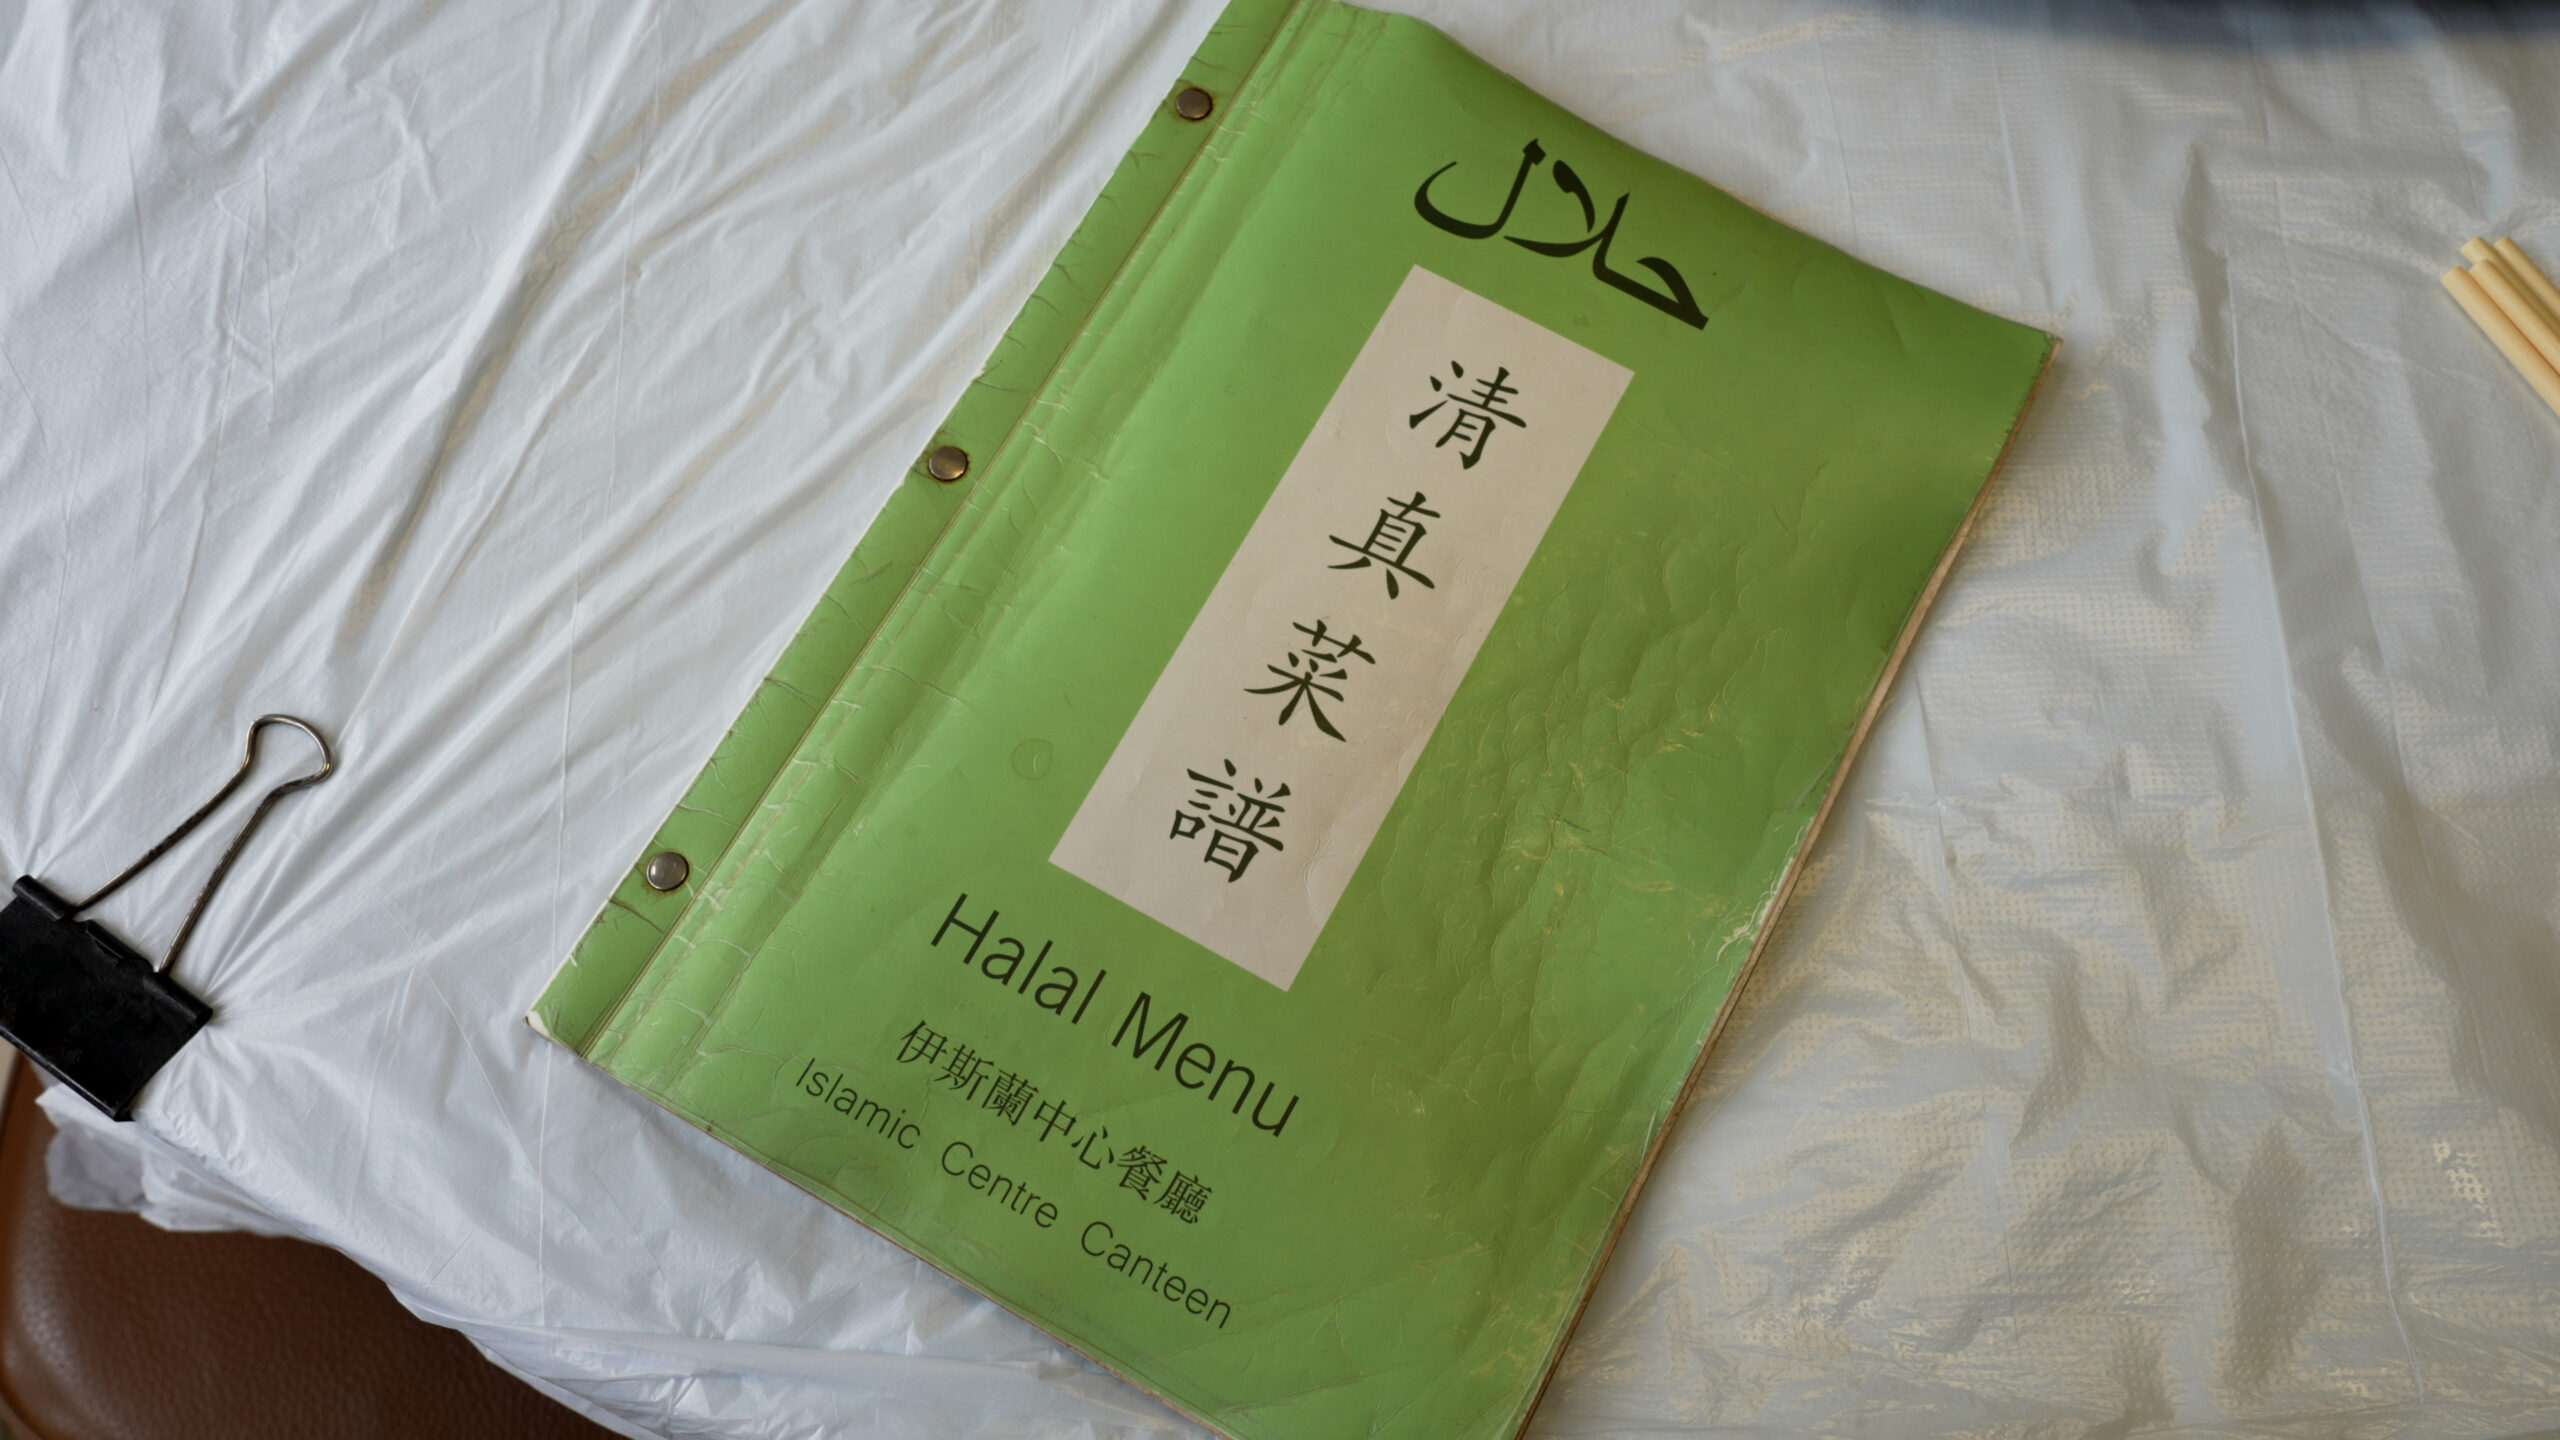 حلال
清真菜譜
Halal Menu
伊斯蘭中心餐廳
Islamic Centre Canteen